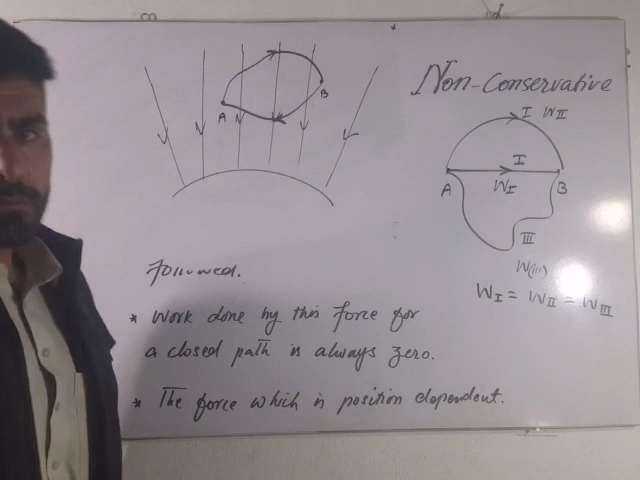 A
B
Non-Conservative
I WII
I
A
WI
B
III
W(III)
WI = WII = WIII
Followed.
* Work done by this Force for
a closed path is always zero.
* The force which is position dependent.